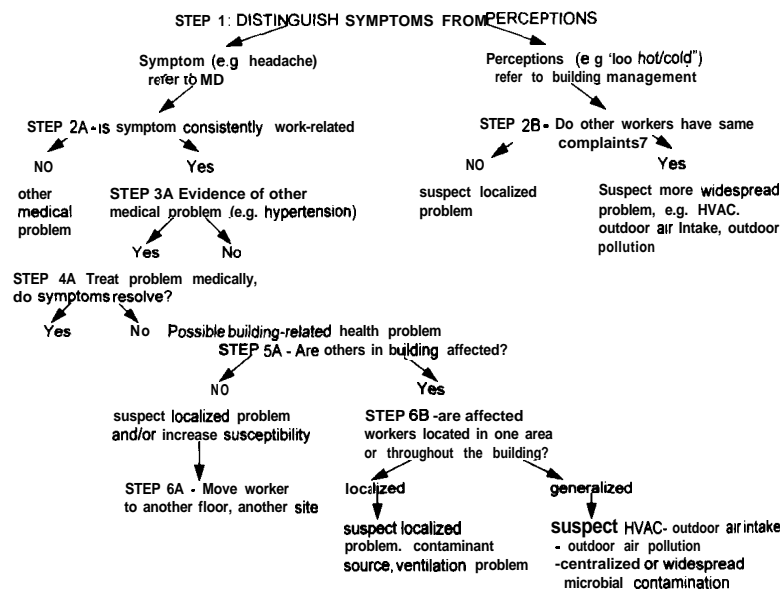 STEP 1: DISTINGUISH SYMPTOMS FROM PERCEPTIONS
Symptom (e.g headache)
refer to MD
Perceptions (e g 'loo hot/cold")
refer to building management
STEP 2A-is symptom consistently work-related
STEP 2B - Do other workers have same
complaints7
NO
Yes
NO
Yes
other
medical
problem
STEP 3A Evidence of other
medical problem (e.g. hypertension)
suspect localized
problem
Suspect more widespread
problem, e.g. HVAC.
outdoor air Intake, outdoor
pollution
Yes
No
STEP 4A Treat problem medically,
do symptoms resolve?
Yes
No
Possible building-related health problem
STEP 5A - Are others in building affected?
NO
Yes
suspect localized problem
and/or increase susceptibility
STEP 6B -are affected
workers located in one area
or throughout the building?
STEP 6A - Move worker
to another floor, another site
localized
generalized
suspect localized
problem. contaminant
source, ventilation problem
suspect HVAC- outdoor air intake
- outdoor air pollution
-centralized or widespread
microbial contamination